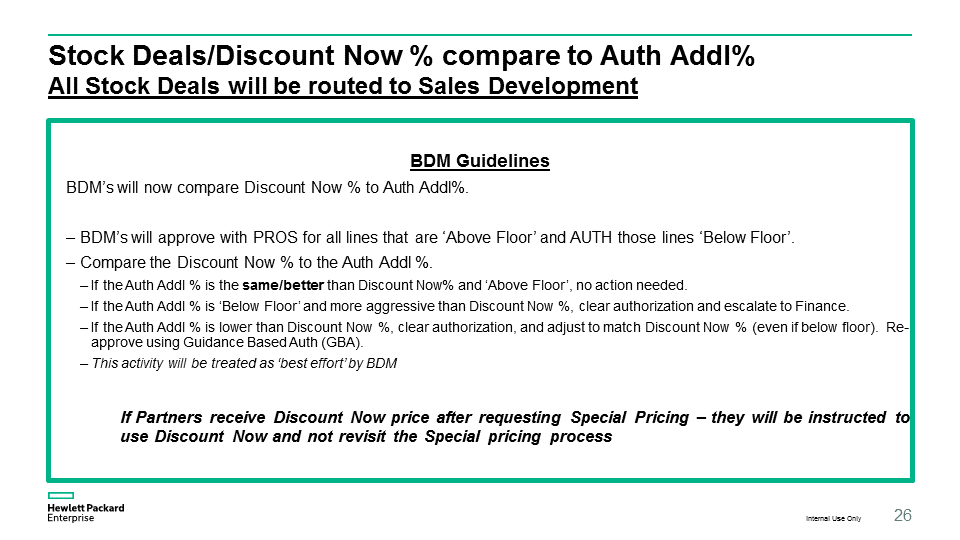 Stock Deals/Discount Now % compare to Auth Addl%
All Stock Deals will be routed to Sales Development
BDM Guidelines
BDM’s will now compare Discount Now % to Auth Addl%.
– BDM’s will approve with PROS for all lines that are ‘Above Floor’ and AUTH those lines ‘Below Floor’.
– Compare the Discount Now % to the Auth Addl %.
– If the Auth Addl % is the same/better than Discount Now% and ‘Above Floor’, no action needed.
– If the Auth Addl % is ‘Below Floor’ and more aggressive than Discount Now %, clear authorization and escalate to Finance.
– If the Auth Addl % is lower than Discount Now %, clear authorization, and adjust to match Discount Now % (even if below floor). Re-
approve using Guidance Based Auth (GBA).
– This activity will be treated as ‘best effort’ by BDM
If Partners receive Discount Now price after requesting Special Pricing – they will be instructed to
use Discount Now and not revisit the Special pricing process
Hewlett Packard
Enterprise
Internal Use Only
26